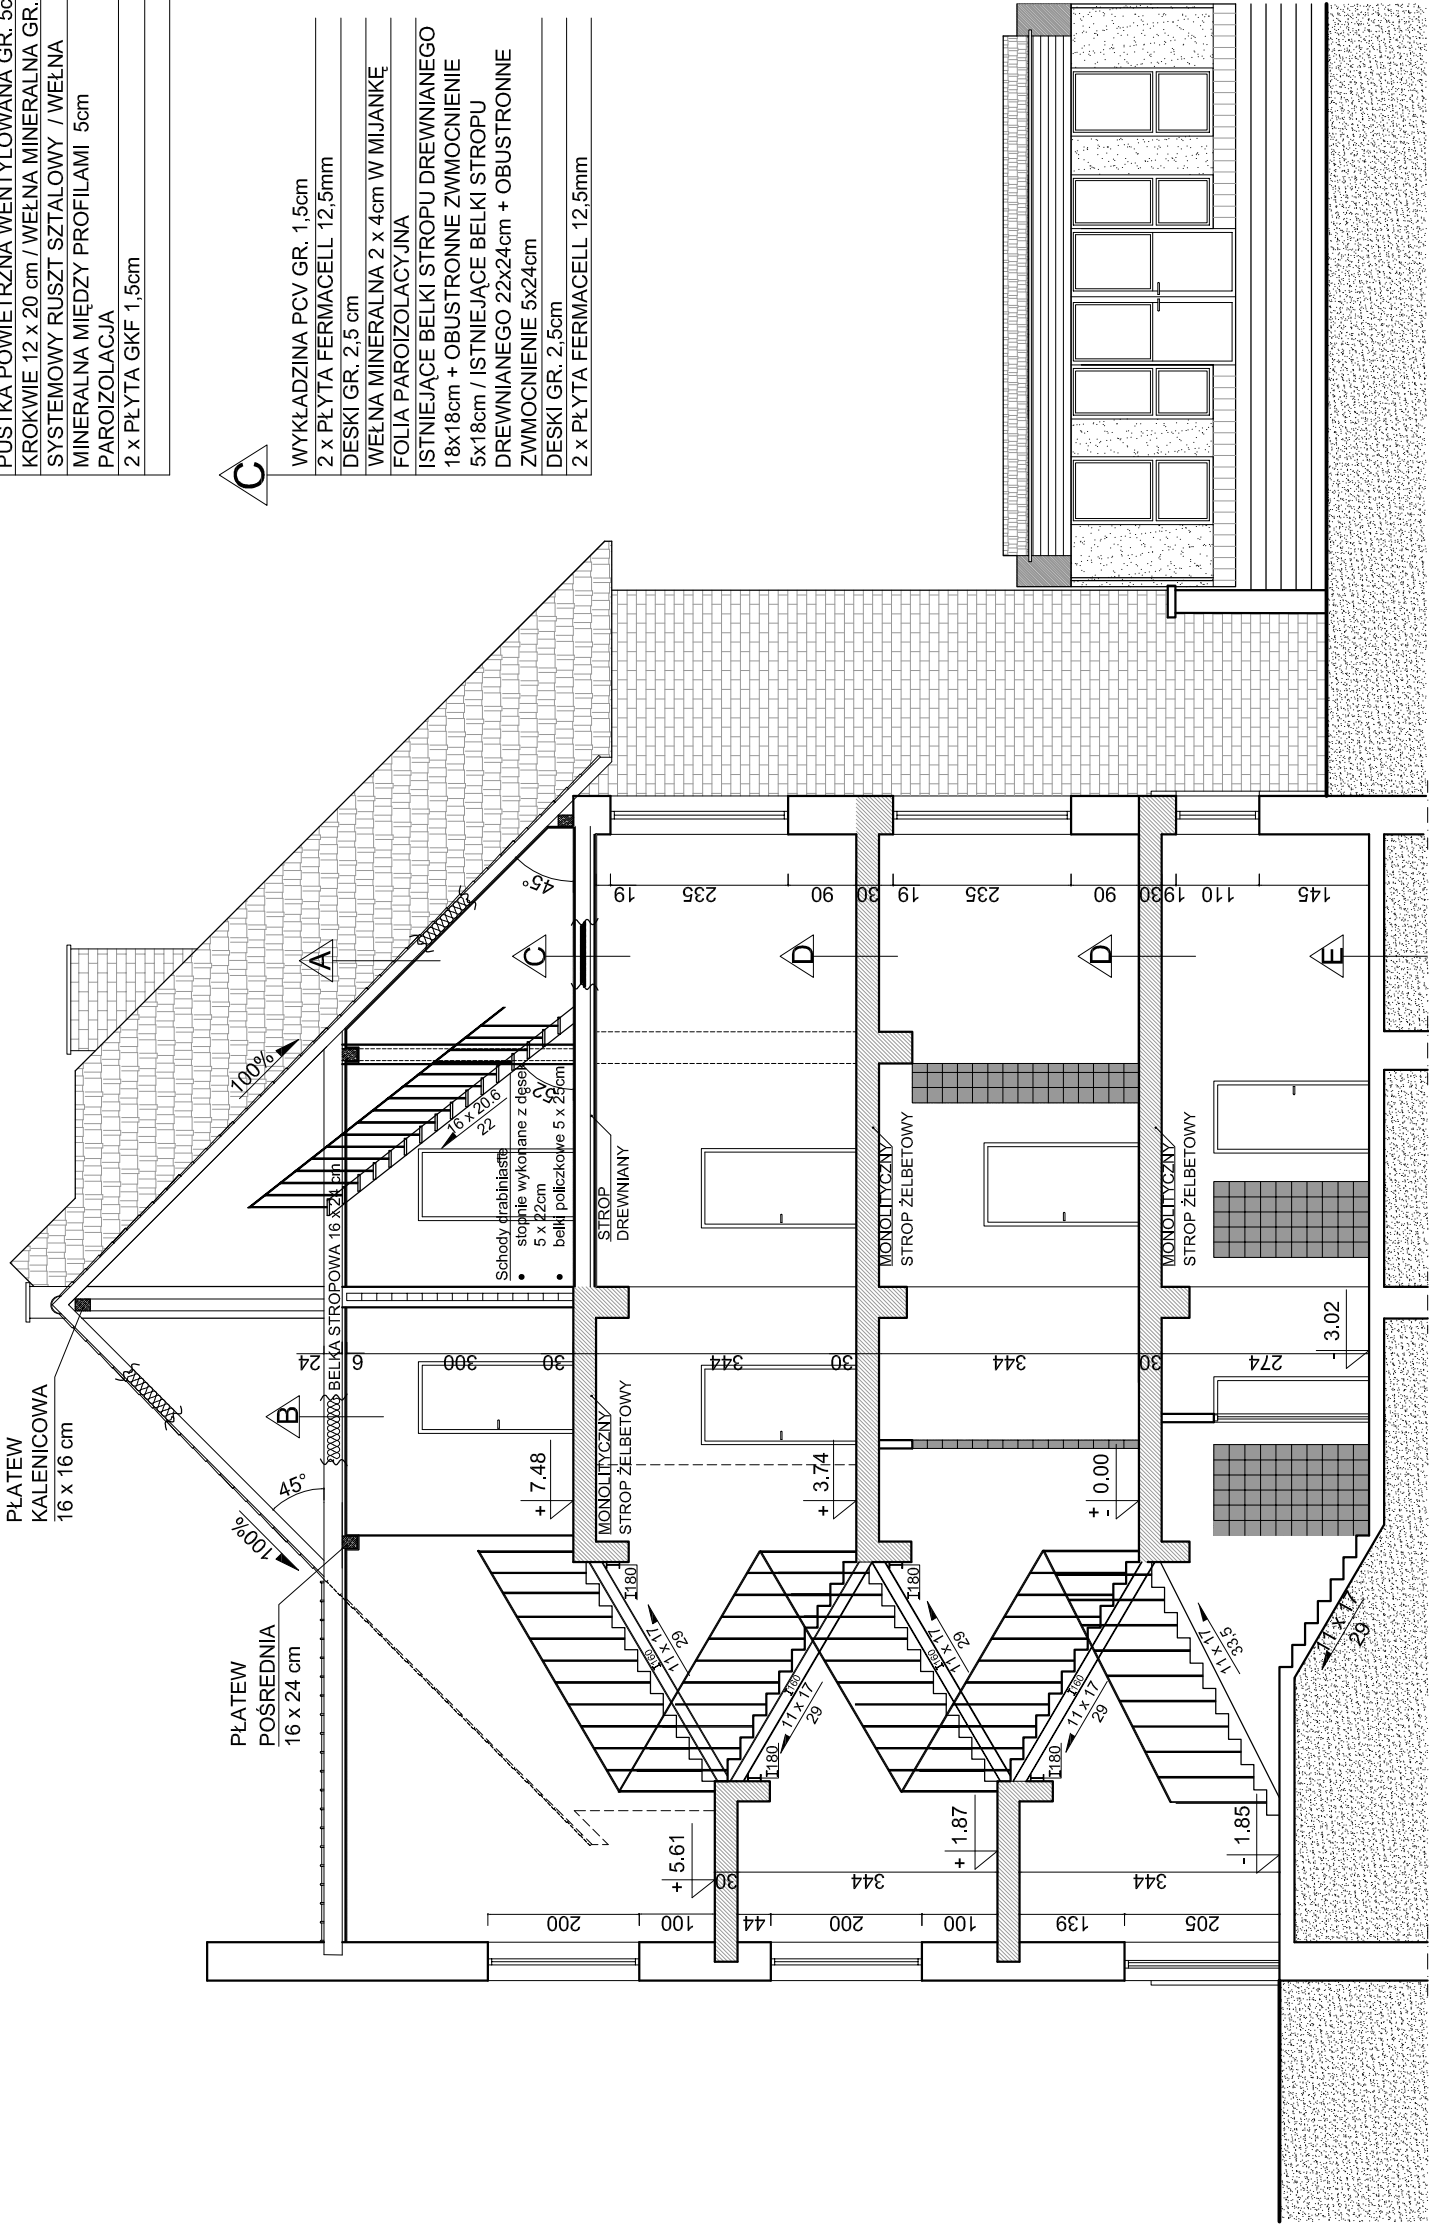 PUSTKA POWIETRZNA WENTYLOWANA GR. 5c
KROKWIE 12 x 20 cm / WEŁNA MINERALNA GR.
SYSTEMOWY RUSZT SZTALOWY / WEŁNA
MINERALNA MIĘDZY PROFILAMI 5cm
PAROIZOLACJA
2 x PŁYTA GKF 1,5cm
C
WYKŁADZINA PCV GR. 1,5cm
2 x PŁYTA FERMACELL 12,5mm
DESKI GR. 2,5 cm
WEŁNA MINERALNA 2 x 4cm W MIJANKĘ
FOLIA PAROIZOLACYJNA
ISTNIEJĄCE BELKI STROPU DREWNIANEGO
18x18cm + OBUSTRONNE ZWMOCNIENIE
5x18cm / ISTNIEJĄCE BELKI STROPU
DREWNIANEGO 22x24cm + OBUSTRONNE
ZWMOCNIENIE 5x24cm
DESKI GR. 2,5cm
2 x PŁYTA FERMACELL 12,5mm
PŁATEW
KALENICOWA
16 x 16 cm
PŁATEW
POŚREDNIA
16 x 24 cm
100%
45°
100%
45°
A
B
C
D
D
E
BELKA STROPOWA 16 x 24 cm
16 x 20.6
22
52°
Schody drabiniaste
• stopnie wykonane z desek
5 x 22cm
• belki policzkowe 5 x 25cm
STROP
DREWNIANY
MONOLITYCZNY
STROP ŻELBETOWY
MONOLITYCZNY
STROP ŻELBETOWY
MONOLITYCZNY
STROP ŻELBETOWY
24
6
300
30
344
30
344
30
274
19
235
90
30
19
235
90
30
19
110
145
+ 7.48
+ 3.74
+
- 0.00
- 3.02
+ 5.61
+ 1.87
- 1.85
I180
I180
I180
I180
I160
I160
I160
I160
11 x 17
29
11 x 17
29
11 x 17
29
11 x 17
29
11 x 17
33,5
11 x 17
29
30
344
344
200
100
44
200
100
139
205